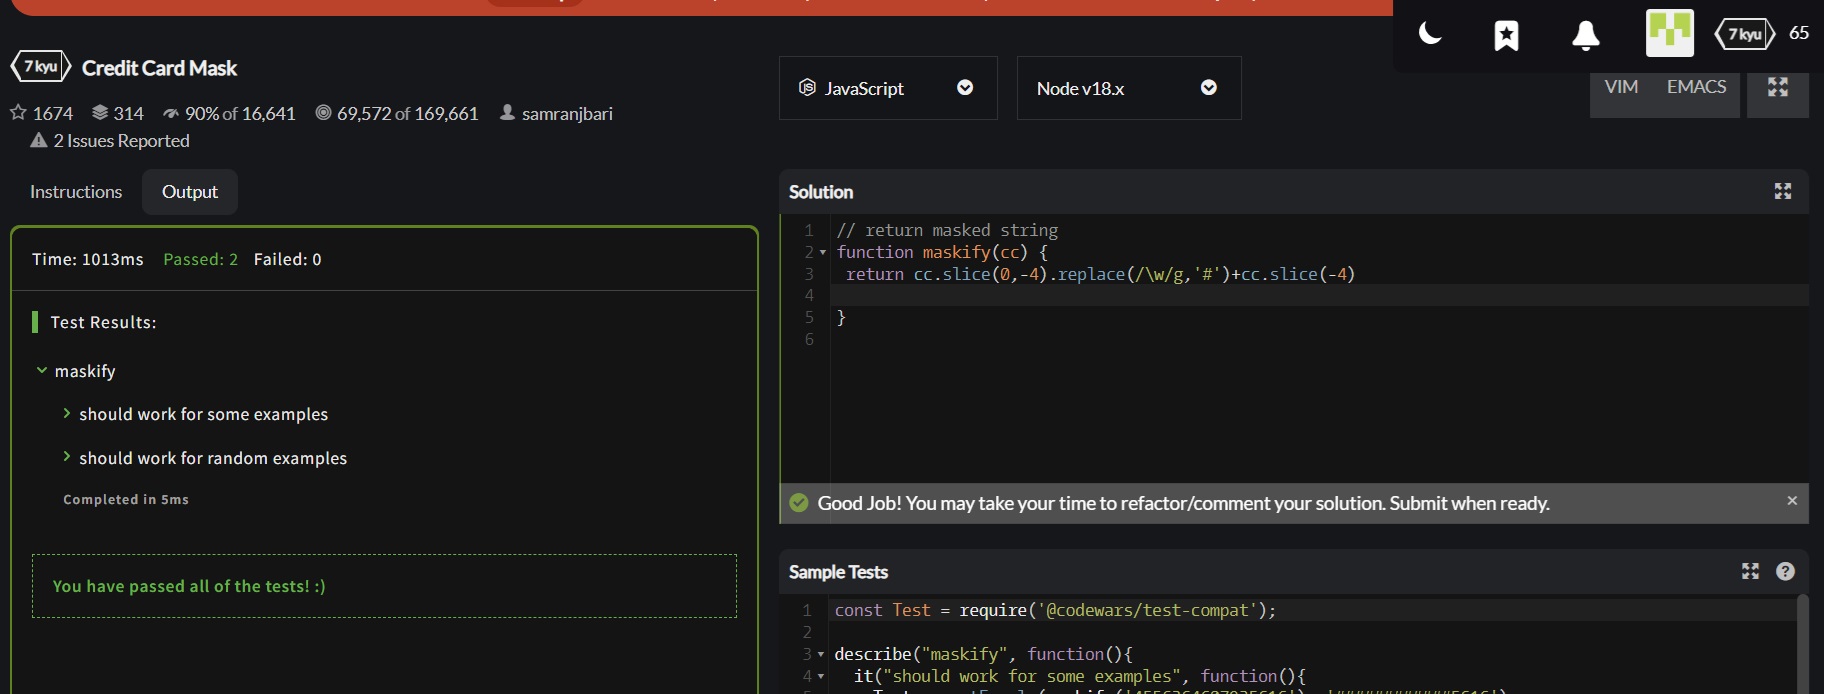 7 kyu 65
7 kyu Credit Card Mask
JavaScript
Node v18.x
VIM EMACS
1674 314 90% of 16,641 69,572 of 169,661 samranjbari
2 Issues Reported
Instructions Output
Time: 1013ms Passed: 2 Failed: 0
Test Results:
maskify
should work for some examples
should work for random examples
Completed in 5ms
You have passed all of the tests! :)
Solution
1 // return masked string
2 function maskify(cc) {
3 return cc.slice(0,-4).replace(/\w/g,'#')+cc.slice(-4)
4
5 }
6
Good Job! You may take your time to refactor/comment your solution. Submit when ready. ×
Sample Tests ?
1 const Test = require('@codewars/test-compat');
2
3 describe("maskify", function(){
4 it("should work for some examples", function(){